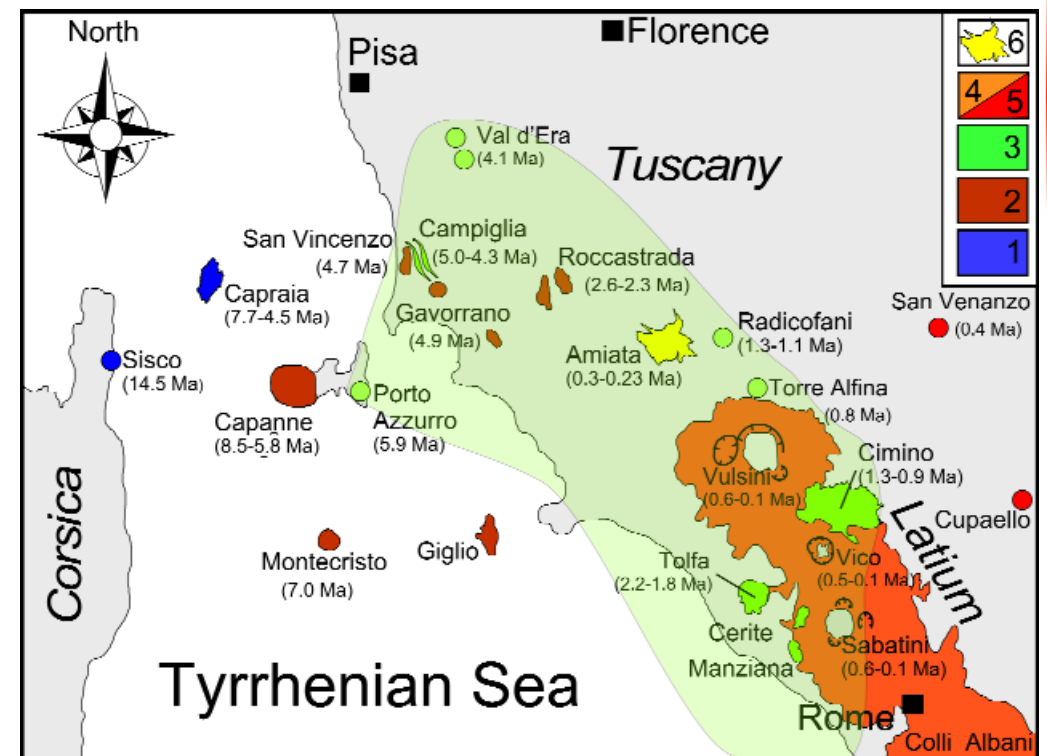 North
Florence
Pisa
6
4
5
3
2
1
Val d'Era
(4.1 Ma)
Tuscany
San Vincenzo
(4.7 Ma)
Campiglia
(5.0-4.3 Ma)
Roccastrada
(2.6-2.3 Ma)
Capraia
(7.7-4.5 Ma)
Gavorrano
(4.9 Ma)
San Venanzo
(0.4 Ma)
Radicofani
(1.3-1.1 Ma)
Amiata
(0.3-0.23 Ma)
Sisco
(14.5 Ma)
Porto
Azzurro
(5.9 Ma)
Torre Alfina
(0.8 Ma)
Capanne
(8.5-5.8 Ma)
Cimino
(1.3-0.9 Ma)
Vulsini
(0.6-0.1 Ma)
Cupaello
Latium
Corsica
Montecristo
(7.0 Ma)
Giglio
Vico
(0.5-0.1 Ma)
Tolfa
(2.2-1.8 Ma)
Cerite
Manziana
Sabatini
(0.6-0.1 Ma)
Tyrrhenian Sea
Rome
Colli Albani